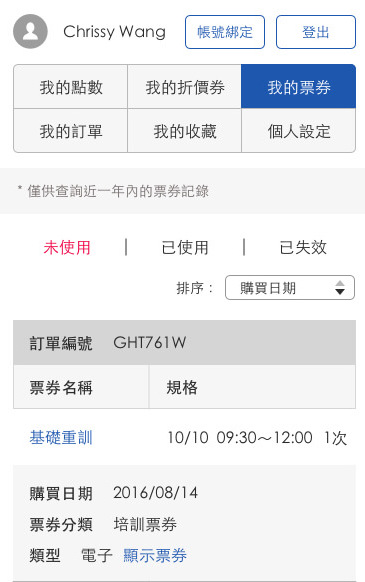 Chrissy Wang 帳號綁定 登出
我的點數 我的折價券 我的票券
我的訂單 我的收藏 個人設定
* 僅供查詢近一年內的票券記錄
未使用 | 已使用 | 已失效
排序： 購買日期
訂單編號 GHT761W
票券名稱 規格
基礎重訓 10/10 09:30～12:00 1次
購買日期 2016/08/14
票券分類 培訓票券
類型 電子 顯示票券